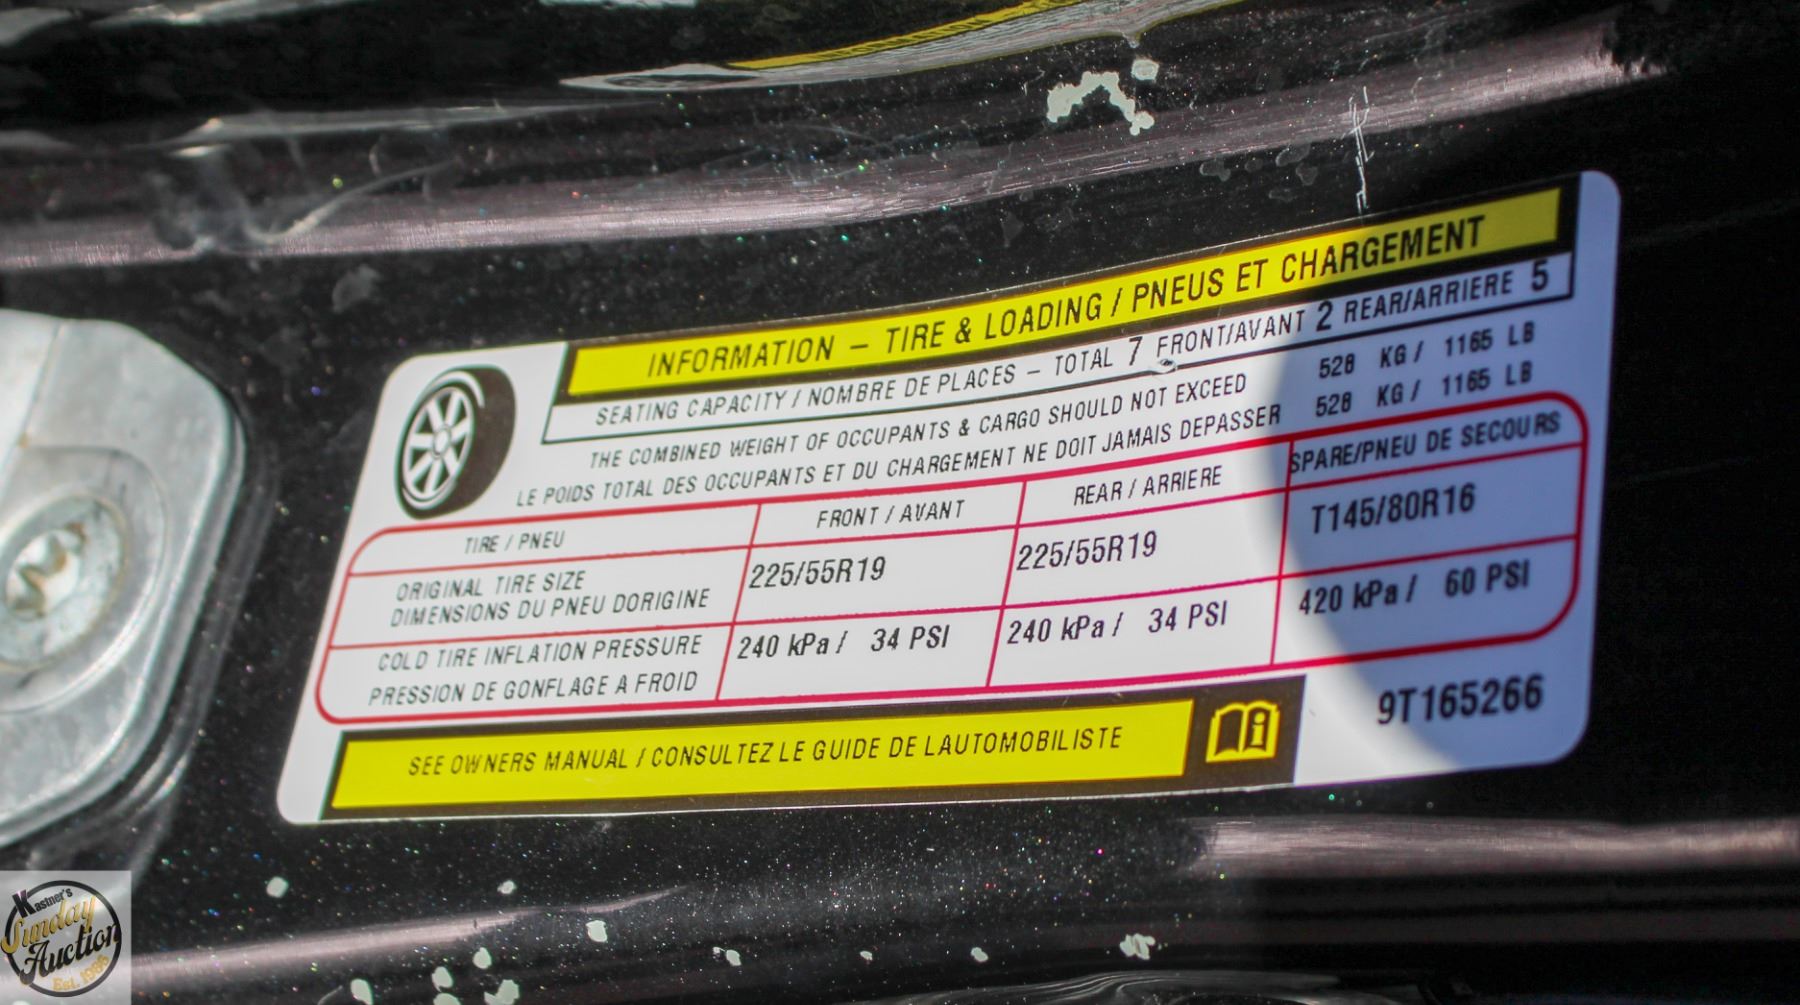 INFORMATION – TIRE & LOADING / PNEUS ET CHARGEMENT
SEATING CAPACITY / NOMBRE DE PLACES – TOTAL 7 FRONT/AVANT 2 REAR/ARRIERE 5
THE COMBINED WEIGHT OF OCCUPANTS & CARGO SHOULD NOT EXCEED 528 KG / 1165 LB
LE POIDS TOTAL DES OCCUPANTS ET DU CHARGEMENT NE DOIT JAMAIS DEPASSER 528 KG / 1165 LB
TIRE / PNEU FRONT / AVANT REAR / ARRIERE SPARE/PNEU DE SECOURS
ORIGINAL TIRE SIZE
DIMENSIONS DU PNEU DORIGINE 225/55R19 225/55R19 T145/80R16
COLD TIRE INFLATION PRESSURE
PRESSION DE GONFLAGE A FROID 240 kPa / 34 PSI 240 kPa / 34 PSI 420 kPa / 60 PSI
SEE OWNERS MANUAL / CONSULTEZ LE GUIDE DE LAUTOMOBILISTE
9T165266
Kastner's
Sunday
Auction
Est. 1985